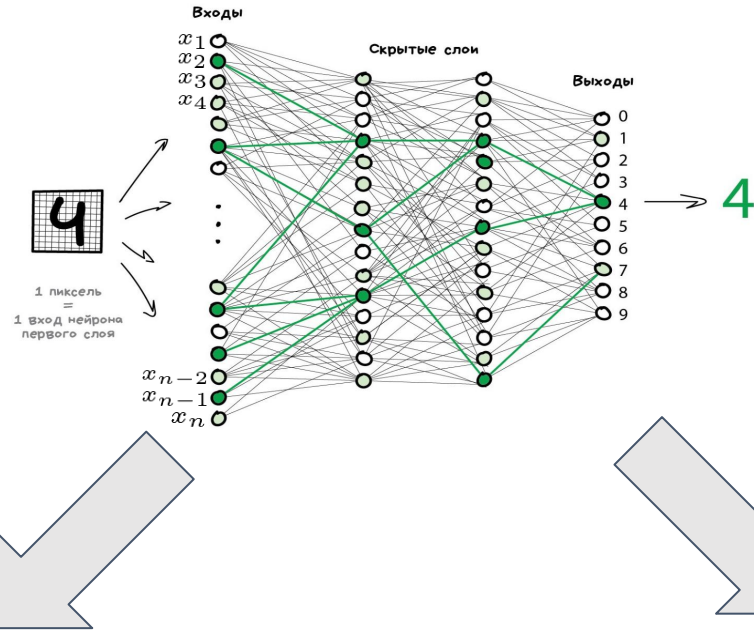 Входы
Скрытые слои
Выходы
x₁
x₂
x₃
x₄
xₙ₋₂
xₙ₋₁
xₙ
4
1 пиксель
=
1 вход нейрона
первого слоя
0
1
2
3
4
5
6
7
8
9
4